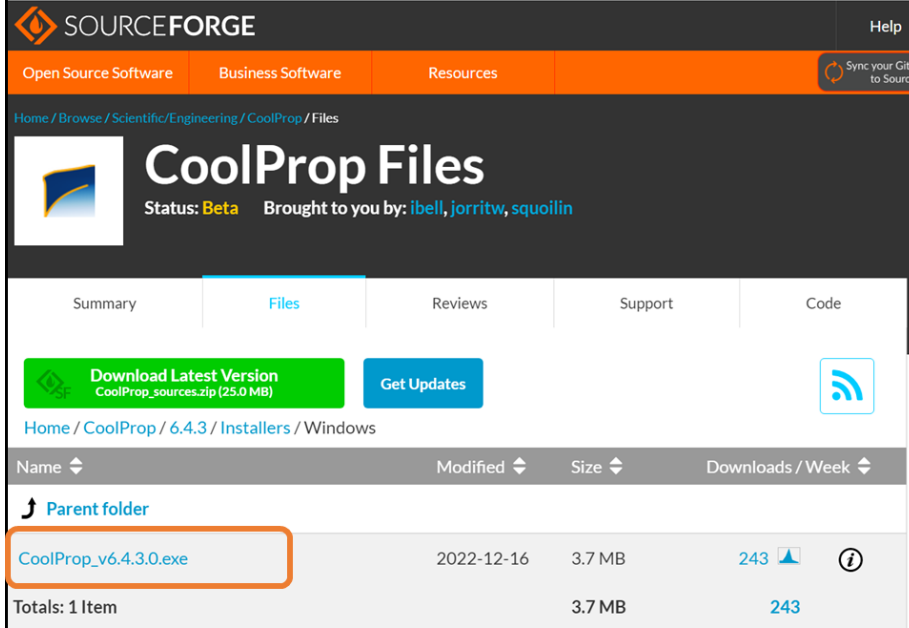 SOURCEFORGE
Help
Open Source Software Business Software Resources
Sync your Git
to Sourc
Home / Browse / Scientific/Engineering / CoolProp / Files
CoolProp Files
Status: Beta Brought to you by: ibell, jorritw, squoilin
Summary Files Reviews Support Code
Download Latest Version
CoolProp_sources.zip (25.0 MB)
SF
Get Updates
Home / CoolProp / 6.4.3 / Installers / Windows
Name Modified Size Downloads / Week
Parent folder
CoolProp_v6.4.3.0.exe 2022-12-16 3.7 MB 243 i
Totals: 1 Item 3.7 MB 243